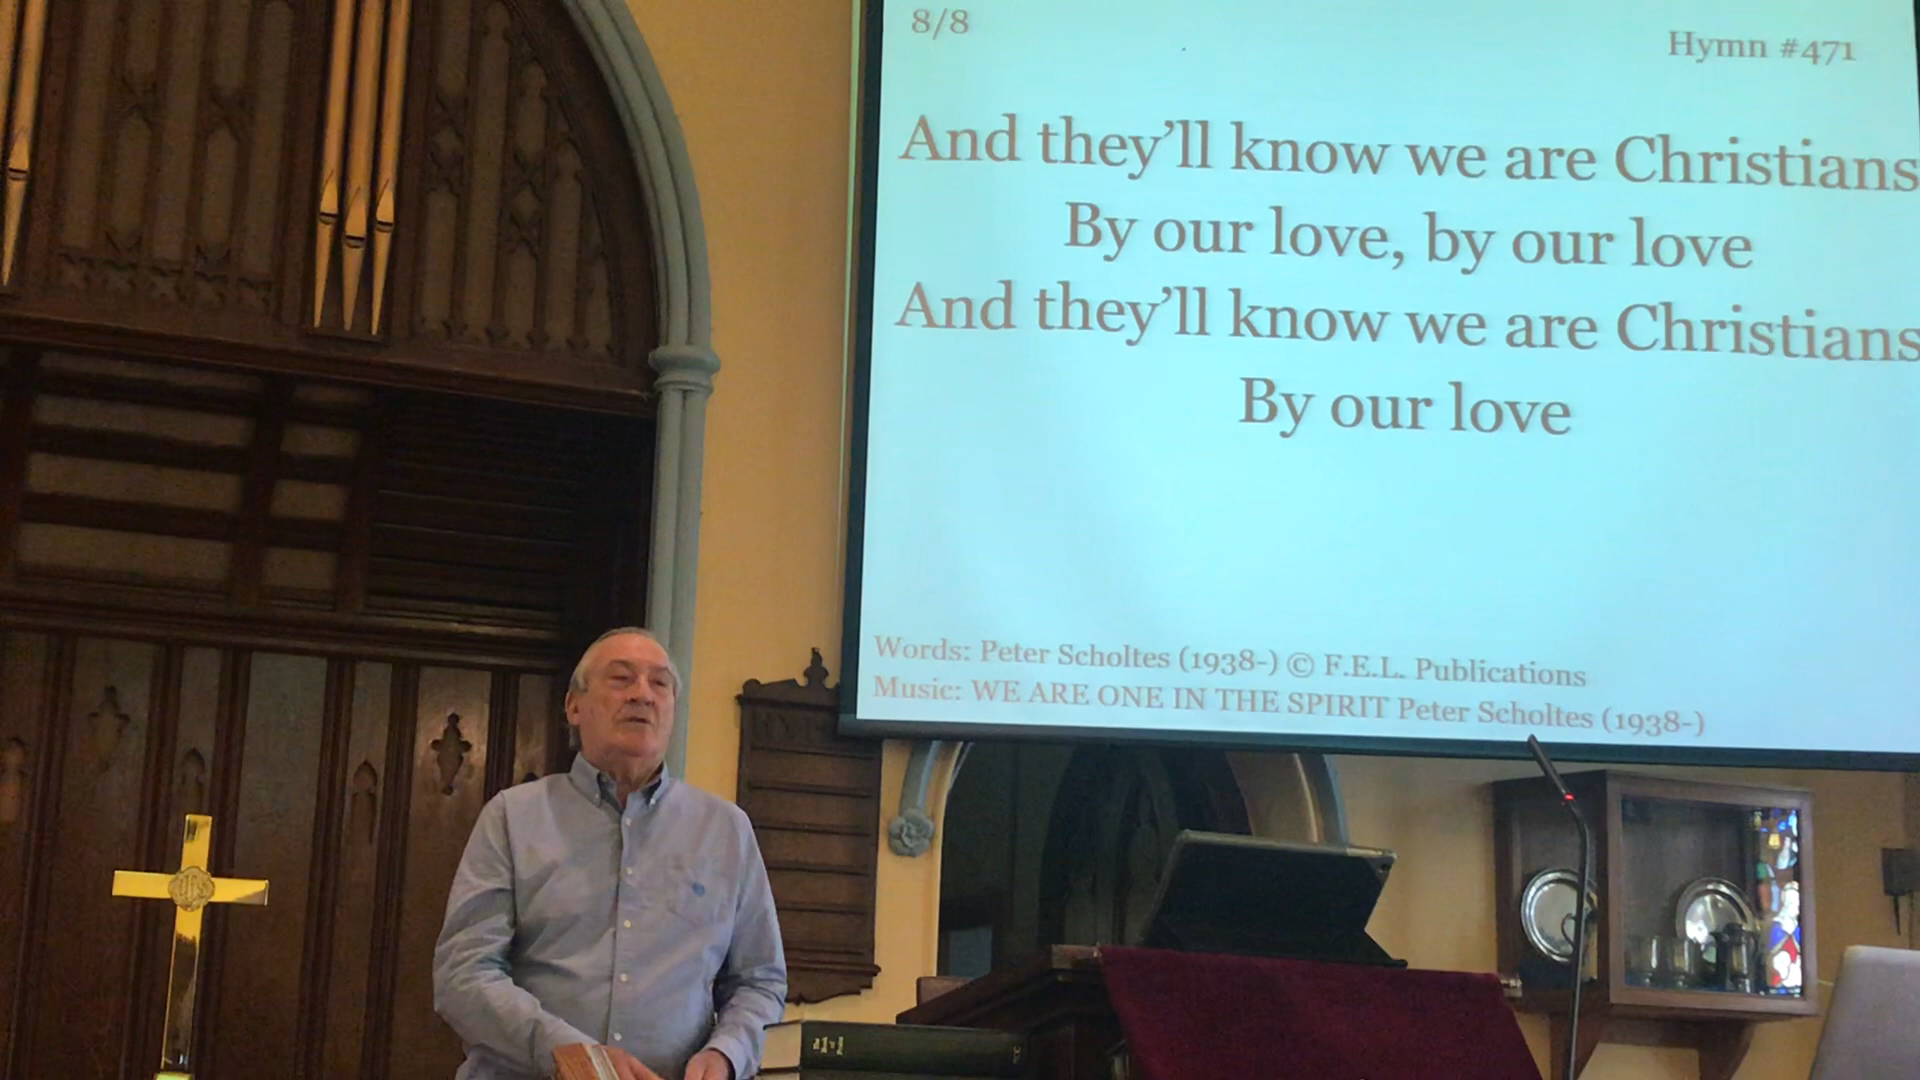 8/8
Hymn #471
And they'll know we are Christians
By our love, by our love
And they'll know we are Christians
By our love
Words: Peter Scholtes (1938-) © F.E.L. Publications
Music: WE ARE ONE IN THE SPIRIT Peter Scholtes (1938-)